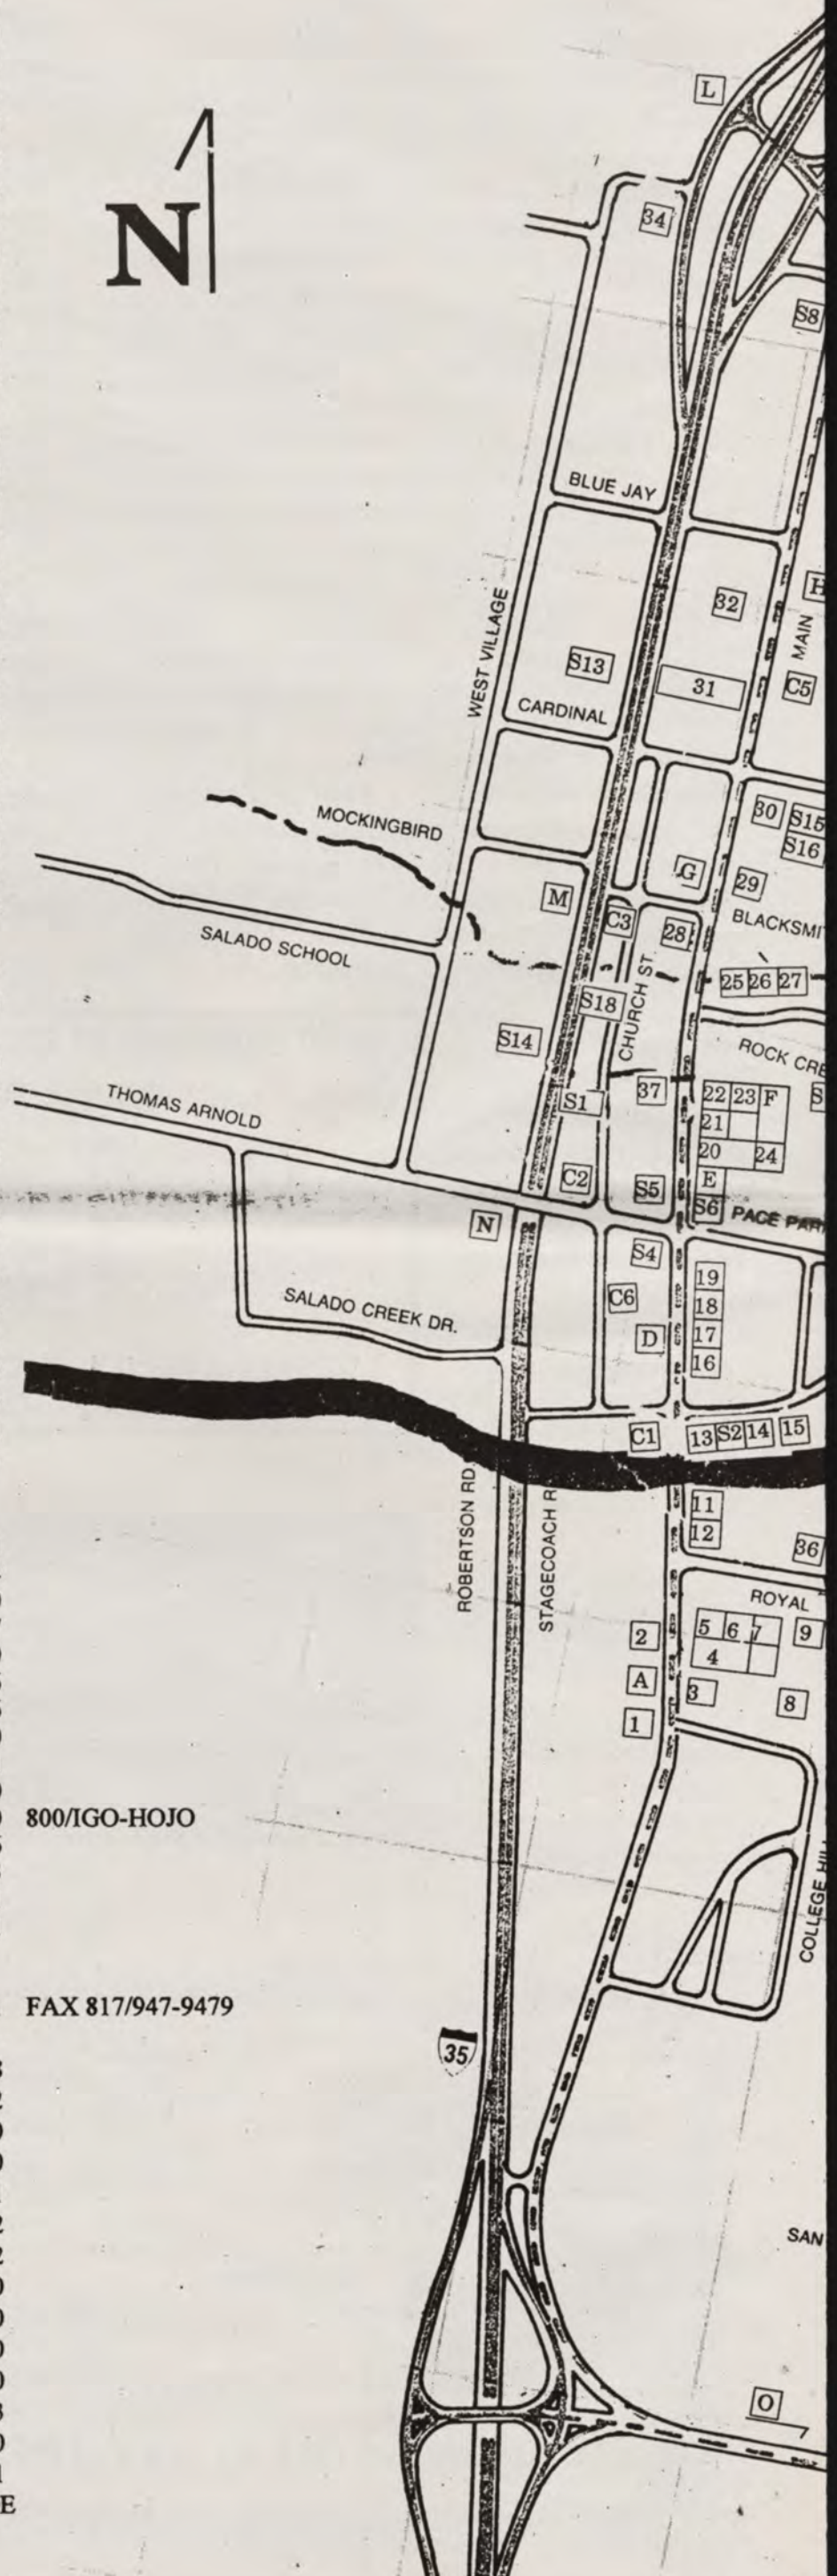 L
N
34
S8
BLUE JAY
32
H
WEST VILLAGE
MAIN
S13
31
C5
CARDINAL
MOCKINGBIRD
30
S15
S16
G
29
M
C3
28
BLACKSMI
SALADO SCHOOL
25 26 27
S18
CHURCH ST.
S14
ROCK CRE
THOMAS ARNOLD
S1
37
22 23 F
S
21
20 24
C2
S5
E
S6
PACE PAR
N
S4
19
C6
18
SALADO CREEK DR.
D
17
16
C1
13 S2 14 15
ROBERTSON RD.
STAGECOACH R
11
12
36
ROYAL
2
5 6 7
9
4
A
3
8
1
800/IGO-HOJO
COLLEGE HILL
FAX 817/947-9479
35
SAN
O
E